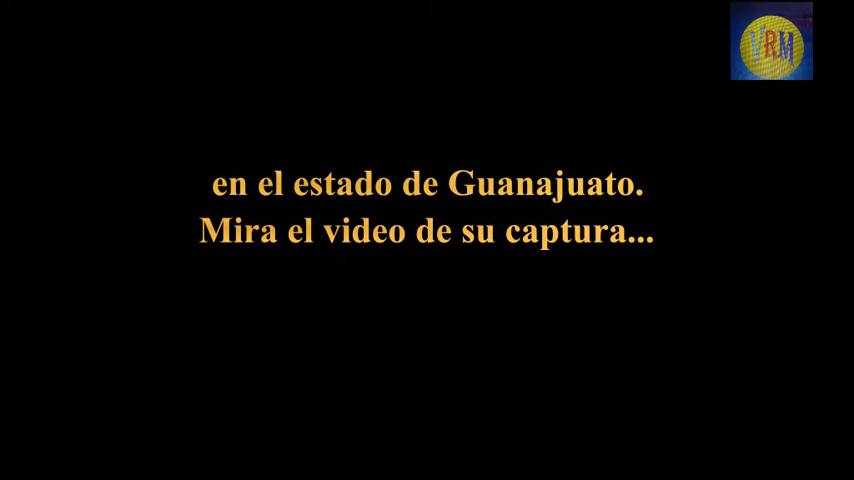 VRM
en el estado de Guanajuato.
Mira el video de su captura...